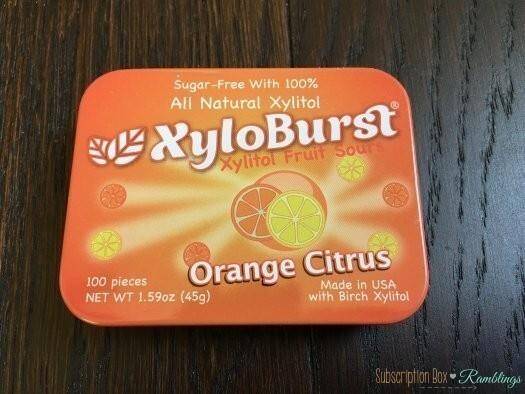 Sugar-Free With 100%
All Natural Xylitol
XyloBurst®
Xylitol Fruit Sours
Orange Citrus
100 pieces
NET WT 1.59oz (45g)
Made in USA
with Birch Xylitol
Subscription Box ♥ Ramblings